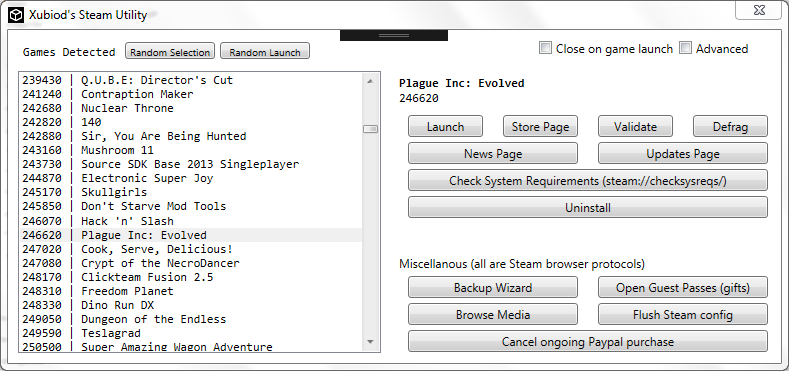 Xubiod's Steam Utility
Games Detected Random Selection Random Launch
Close on game launch Advanced
239430 | Q.U.B.E: Director's Cut
241240 | Contraption Maker
242680 | Nuclear Throne
242820 | 140
242880 | Sir, You Are Being Hunted
243160 | Mushroom 11
243730 | Source SDK Base 2013 Singleplayer
244870 | Electronic Super Joy
245170 | Skullgirls
245850 | Don't Starve Mod Tools
246070 | Hack 'n' Slash
246620 | Plague Inc: Evolved
247020 | Cook, Serve, Delicious!
247080 | Crypt of the NecroDancer
248170 | Clickteam Fusion 2.5
248310 | Freedom Planet
248330 | Dino Run DX
249050 | Dungeon of the Endless
249590 | Teslagrad
250500 | Super Amazing Wagon Adventure
Plague Inc: Evolved
246620
Launch Store Page Validate Defrag
News Page Updates Page
Check System Requirements (steam://checksysreqs/)
Uninstall
Miscellanous (all are Steam browser protocols)
Backup Wizard Open Guest Passes (gifts)
Browse Media Flush Steam config
Cancel ongoing Paypal purchase